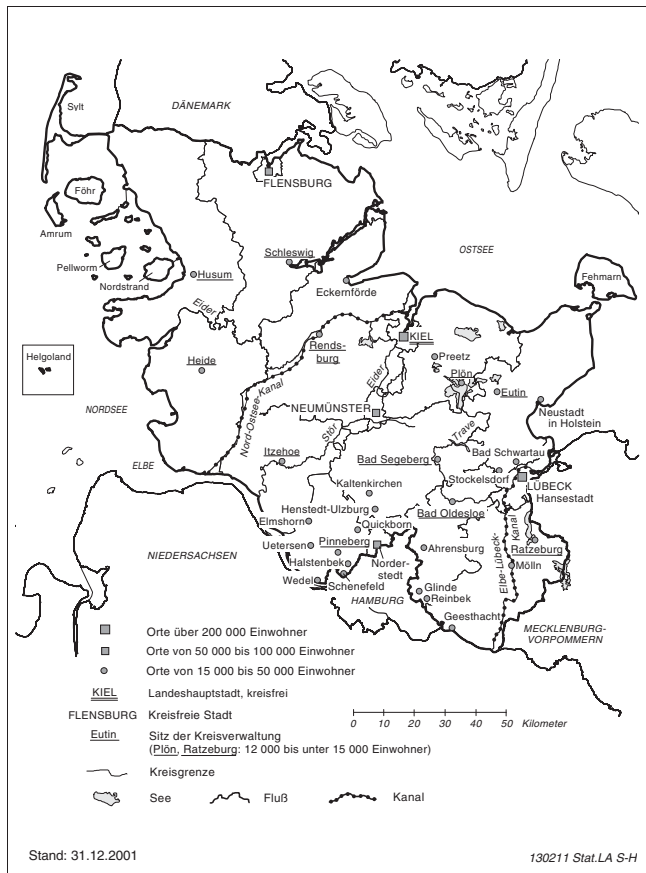 Sylt
DÄNEMARK
FLENSBURG
Föhr
Amrum
OSTSEE
Schleswig
Pellworm
Husum
Fehmarn
Nordstrand
Eckernförde
Eider
KIEL
Rends-
burg
Helgoland
Preetz
Heide
Plön
Eider
Eutin
Nord-Ostsee-Kanal
NORDSEE
NEUMÜNSTER
Neustadt
in Holstein
Stör
Trave
Itzehoe
Bad Segeberg
Bad Schwartau
ELBE
Kaltenkirchen
Stockelsdorf
LÜBECK
Hansestadt
Henstedt-Ulzburg
Bad Oldesloe
Elmshorn
Quickborn
Elbe-Lübeck-
Kanal
Uetersen
Pinneberg
Ahrensburg
Ratzeburg
NIEDERSACHSEN
Halstenbek
Norder-
stedt
Mölln
Wedel
Schenefeld
Glinde
HAMBURG
Reinbek
Geesthacht
MECKLENBURG-
VORPOMMERN
Orte über 200 000 Einwohner
Orte von 50 000 bis 100 000 Einwohner
Orte von 15 000 bis 50 000 Einwohner
KIEL Landeshauptstadt, kreisfrei
FLENSBURG Kreisfreie Stadt
0 10 20 30 40 50 Kilometer
Eutin Sitz der Kreisverwaltung
(Plön, Ratzeburg: 12 000 bis unter 15 000 Einwohner)
Kreisgrenze
See Fluß Kanal
Stand: 31.12.2001
130211 Stat.LA S-H